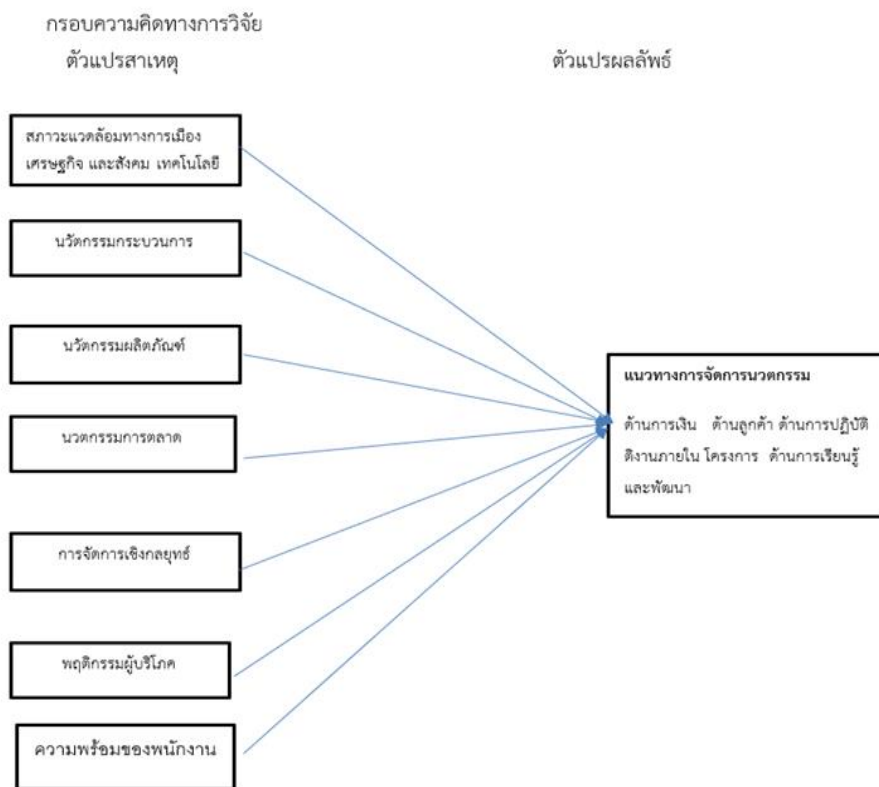 กรอบความคิดทางการวิจัย
ตัวแปรสาเหตุ
ตัวแปรผลลัพธ์
สภาวะแวดล้อมทางการเมือง
เศรษฐกิจ และสังคม เทคโนโลยี
นวัตกรรมกระบวนการ
นวัตกรรมผลิตภัณฑ์
นวตกรรมการตลาด
การจัดการเชิงกลยุทธ์
พฤติกรรมผู้บริโภค
ความพร้อมของพนักงาน
แนวทางการจัดการนวตกรรม
ด้านการเงิน ด้านลูกค้า ด้านการปฏิบัติ
ติงานภายใน โครงการ ด้านการเรียนรู้
และพัฒนา